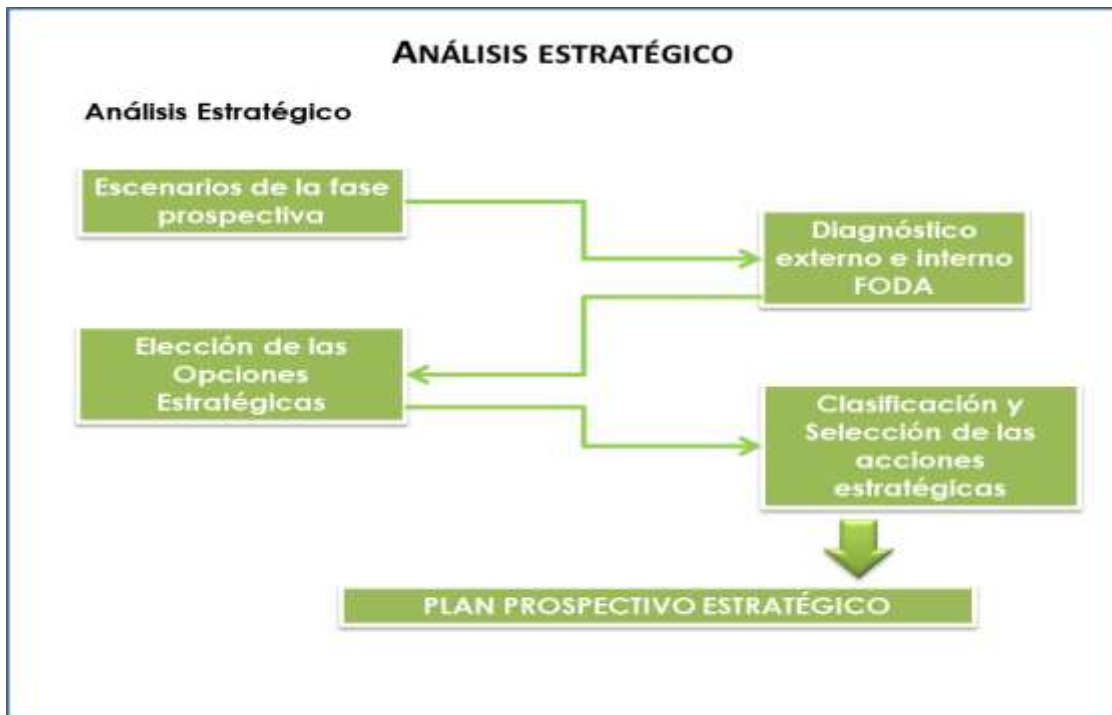 ANÁLISIS ESTRATÉGICO
Análisis Estratégico
Escenarios de la fase
prospectiva
Diagnóstico
externo e interno
FODA
Elección de las
Opciones
Estratégicas
Clasificación y
Selección de las
acciones
estratégicas
PLAN PROSPECTIVO ESTRATÉGICO